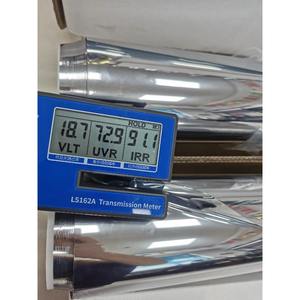 HOLD
18.7 72.9 91.1
VLT UVR IRR
LS162A Transmission Meter